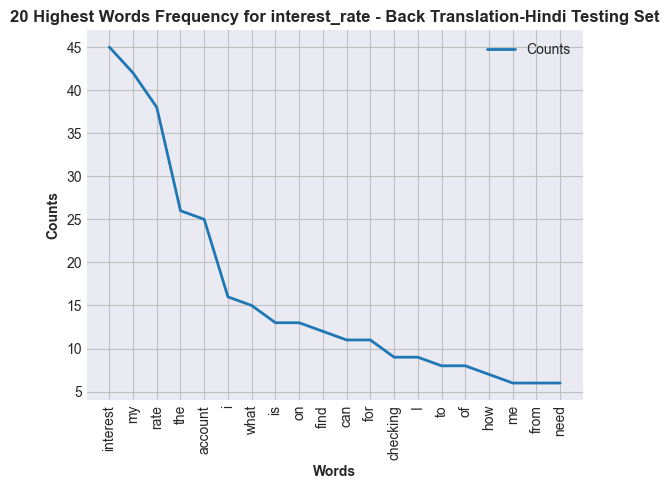 20 Highest Words Frequency for interest_rate - Back Translation-Hindi Testing Set
Counts
45
40
35
30
25
20
15
10
5
Counts
interest
my
rate
the
account
i
what
is
on
find
can
for
checking
I
to
of
how
me
from
need
Words